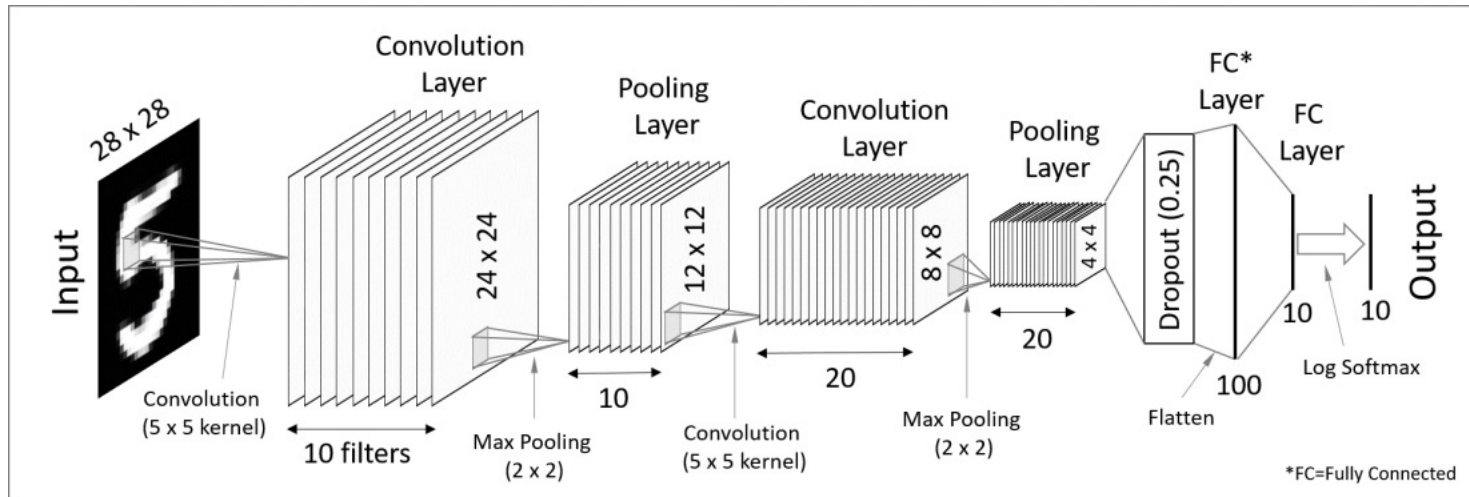 Input
28 x 28
Convolution
(5 x 5 kernel)
Convolution
Layer
24 x 24
10 filters
Max Pooling
(2 x 2)
Pooling
Layer
12 x 12
10
Convolution
(5 x 5 kernel)
Convolution
Layer
8 x 8
20
Max Pooling
(2 x 2)
Pooling
Layer
4 x 4
20
Dropout (0.25)
Flatten
FC*
Layer
100
FC
Layer
10
Log Softmax
10
Output
*FC=Fully Connected